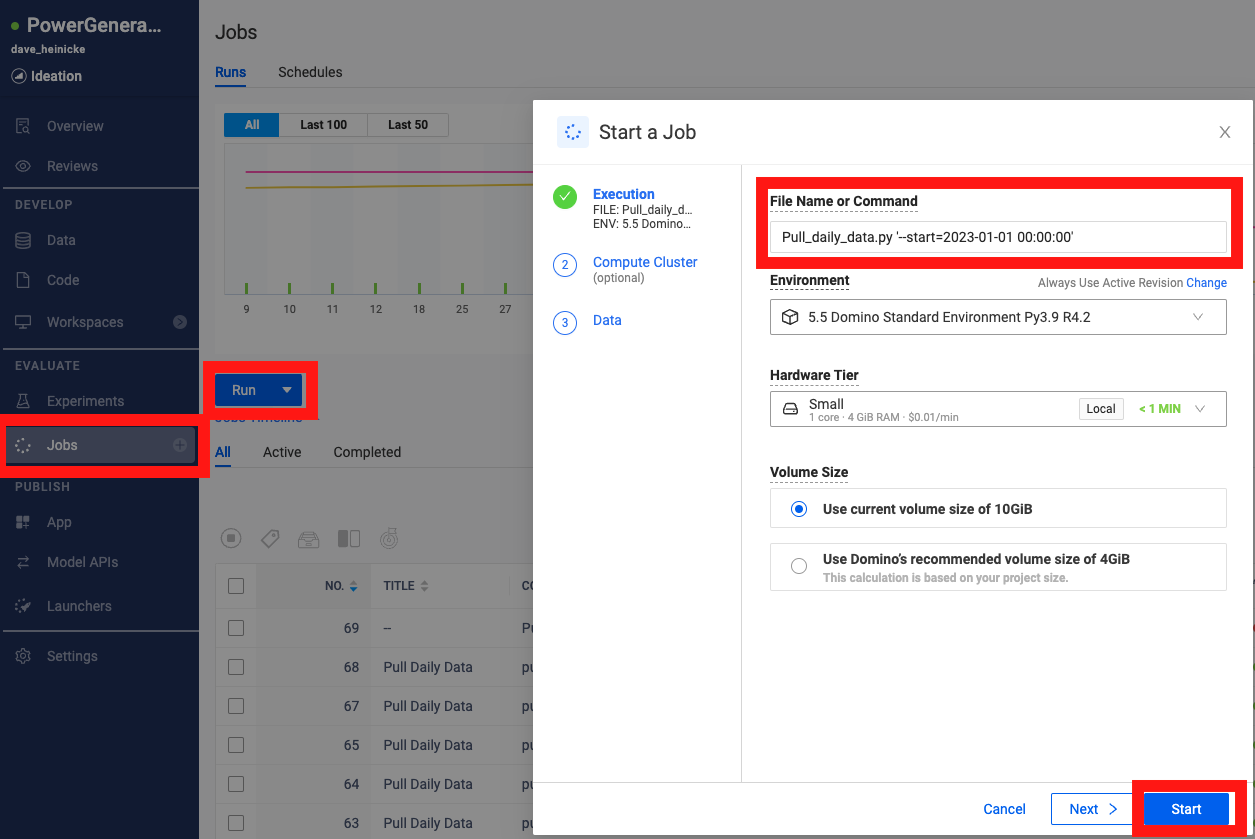 PowerGenera...
dave_heinicke
Ideation
Overview
Reviews
DEVELOP
Data
Code
Workspaces
EVALUATE
Experiments
Jobs
PUBLISH
App
Model APIs
Launchers
Settings
Jobs
Runs Schedules
All Last 100 Last 50
9 10 11 12 18 25 27
Run
Jobs Timeline
All Active Completed
NO. TITLE
69 --
68 Pull Daily Data
67 Pull Daily Data
65 Pull Daily Data
64 Pull Daily Data
63 Pull Daily Data
Start a Job
Execution
FILE: Pull_daily_d...
ENV: 5.5 Domino...
2 Compute Cluster
(optional)
3 Data
File Name or Command
Pull_daily_data.py '--start=2023-01-01 00:00:00'
Environment Always Use Active Revision Change
5.5 Domino Standard Environment Py3.9 R4.2
Hardware Tier
Small Local < 1 MIN
1 core · 4 GiB RAM · $0.01/min
Volume Size
Use current volume size of 10GiB
Use Domino's recommended volume size of 4GiB
This calculation is based on your project size.
Cancel Next Start